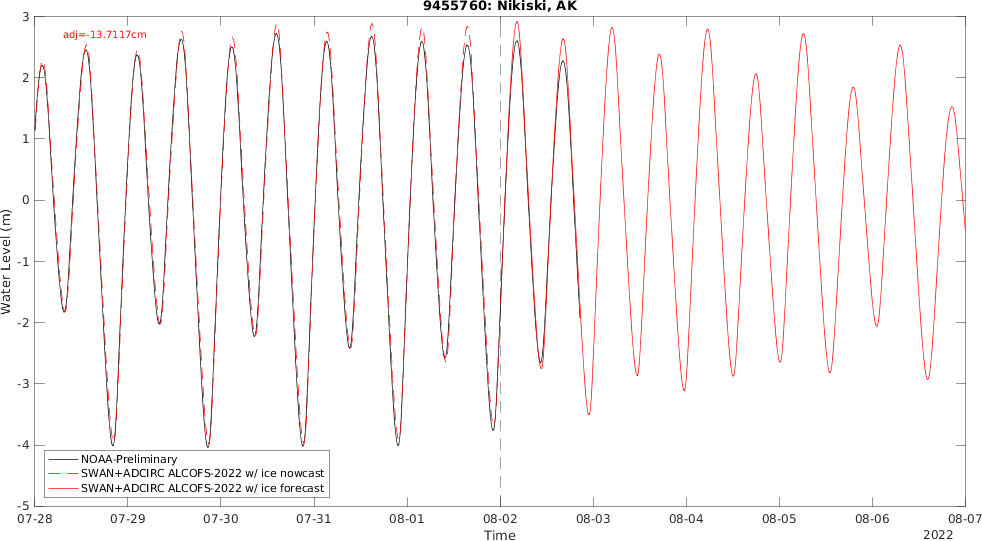 9455760: Nikiski, AK
adj=-13.7117cm
3
2
1
0
-1
-2
-3
-4
-5
Water Level (m)
NOAA-Preliminary
SWAN+ADCIRC ALCOFS-2022 w/ ice nowcast
SWAN+ADCIRC ALCOFS-2022 w/ ice forecast
07-28 07-29 07-30 07-31 08-01 08-02 08-03 08-04 08-05 08-06 08-07
Time
2022